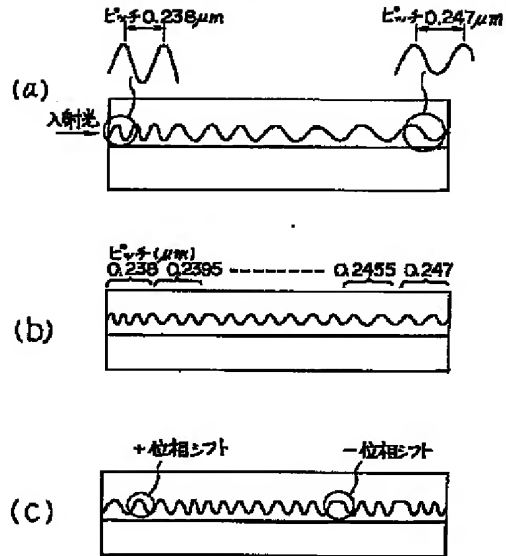 ピッチ0.238μm
ピッチ0.247μm
(a)
入射光
ピッチ(μm)
0.238 0.2395 ---------- 0.2455 0.247
(b)
+位相シフト
-位相シフト
(c)